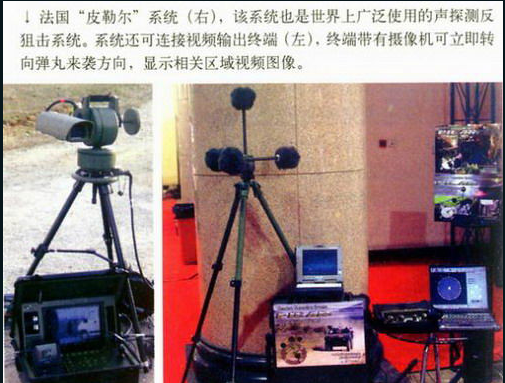 ↓ 法国“皮勒尔”系统（右），该系统也是世界上广泛使用的声探测反
狙击系统。系统还可连接视频输出终端（左），终端带有摄像机可立即转
向弹丸来袭方向，显示相关区域视频图像。